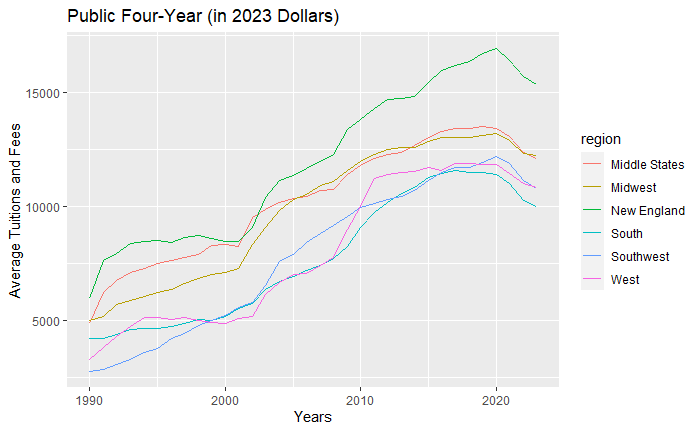 Public Four-Year (in 2023 Dollars)
Average Tuitions and Fees
15000
10000
5000
1990
2000
2010
2020
Years
region
Middle States
Midwest
New England
South
Southwest
West